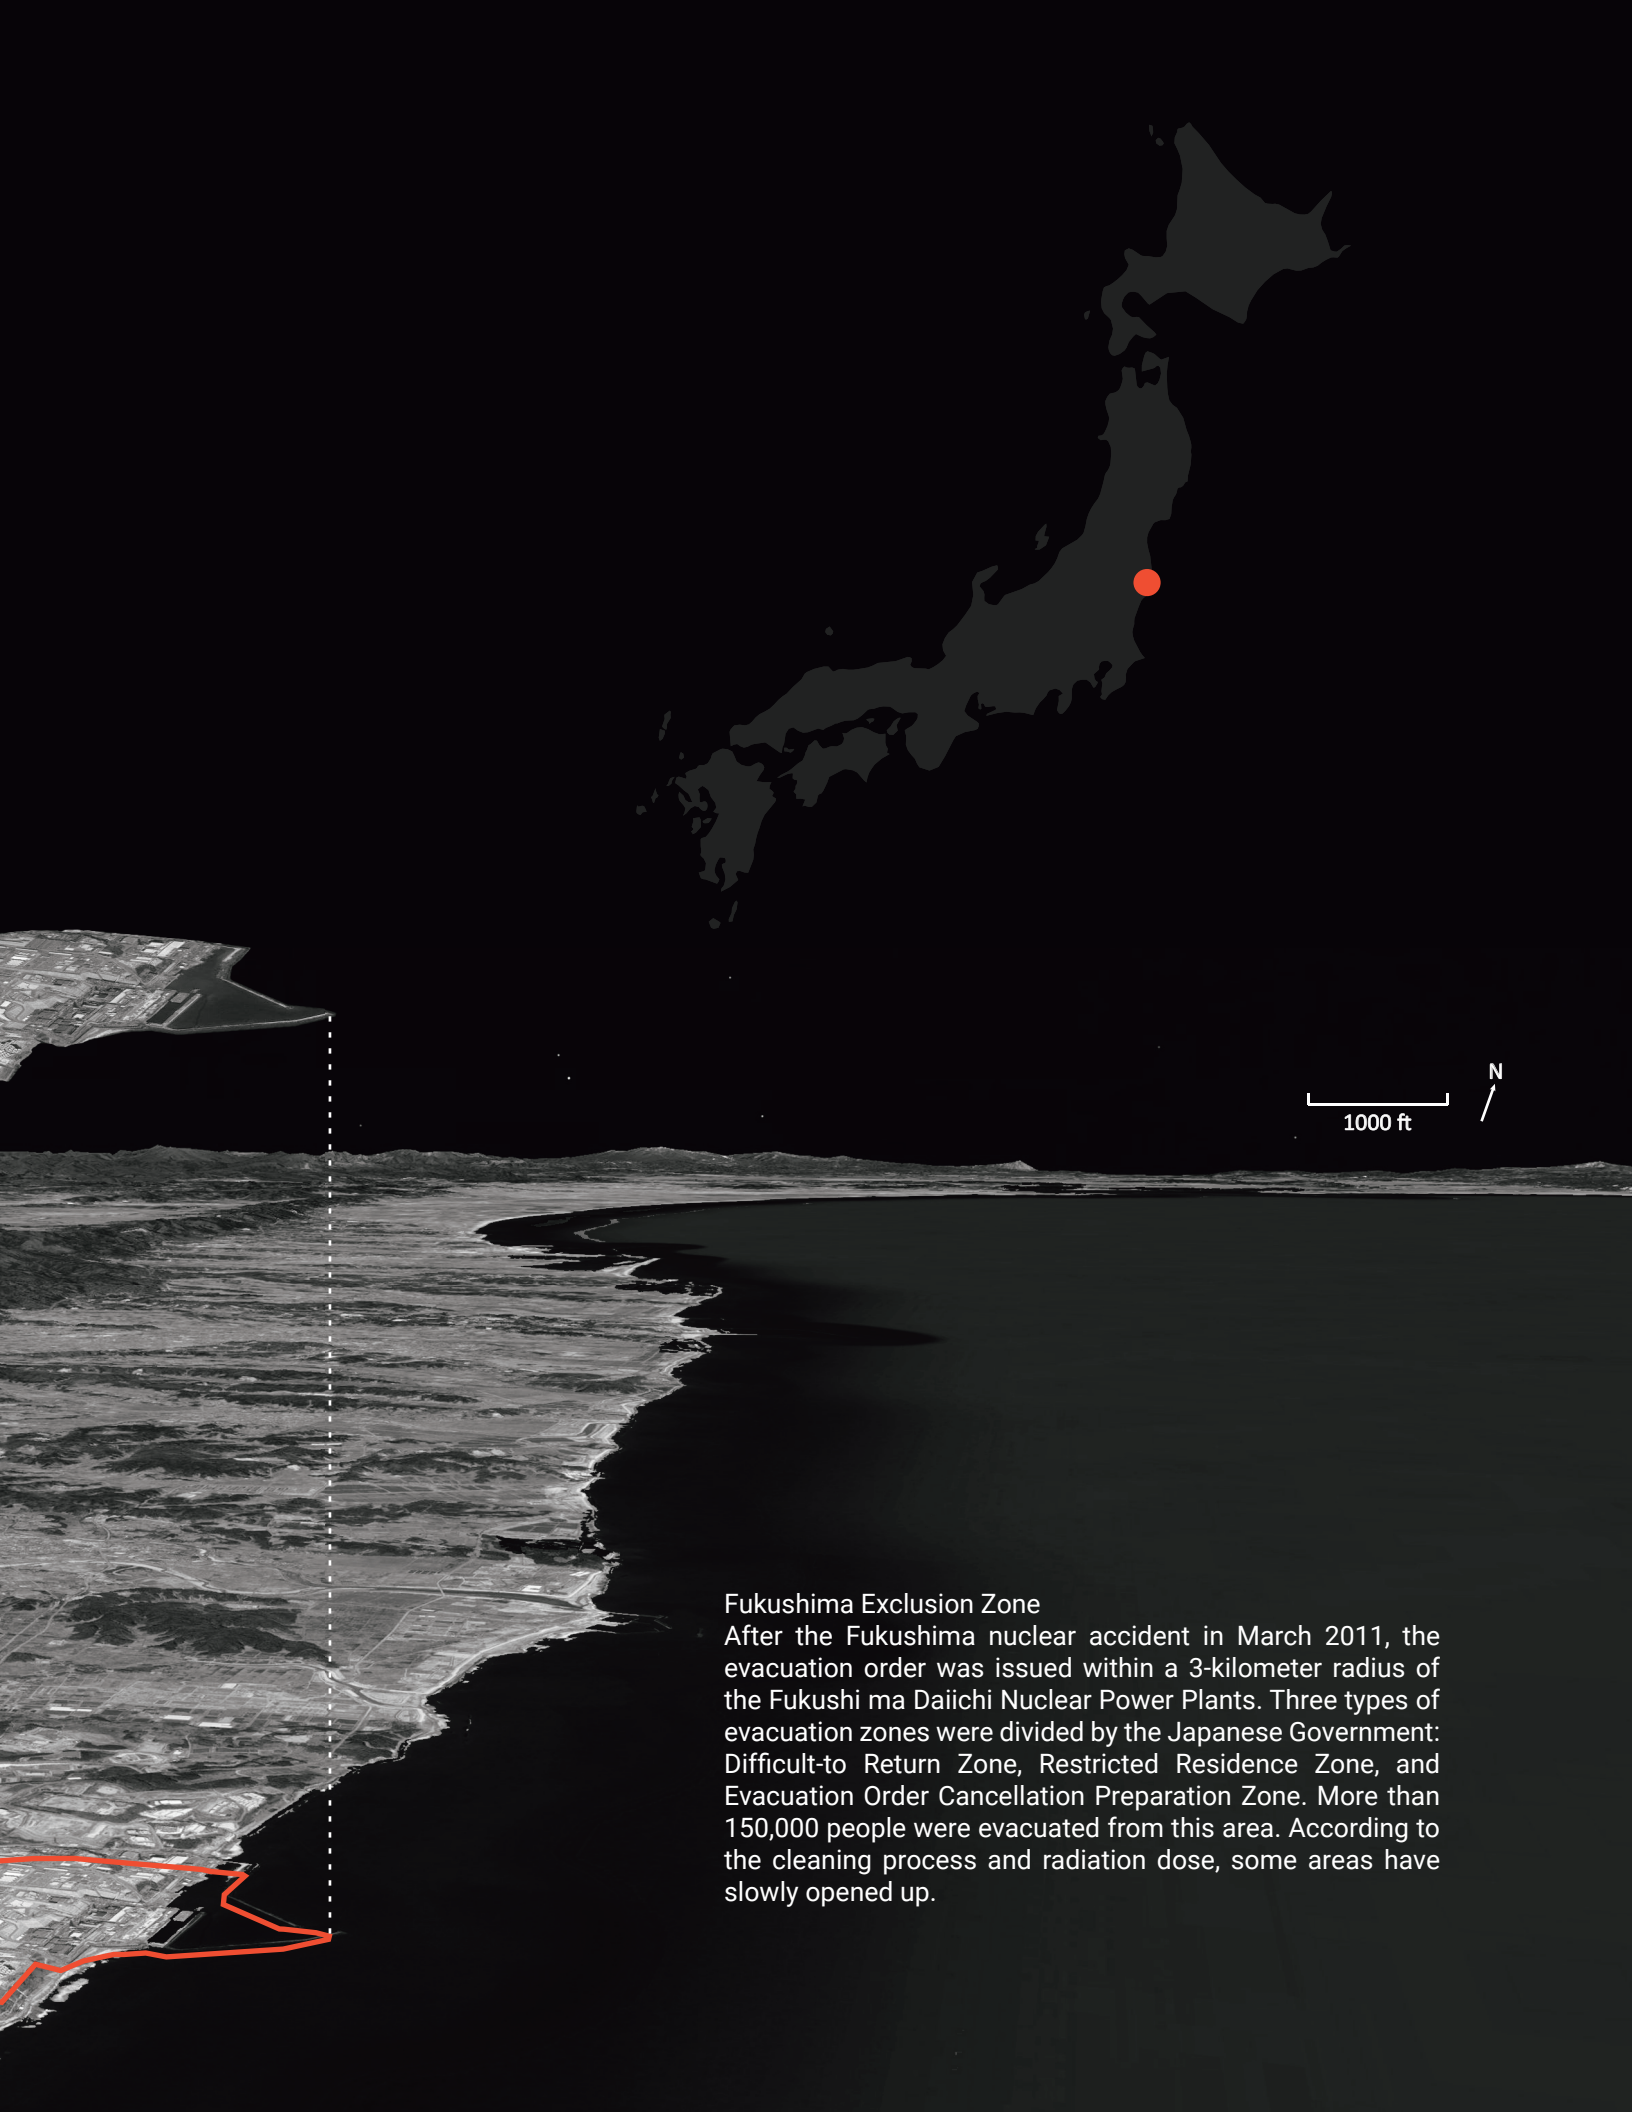 N
1000 ft
Fukushima Exclusion Zone
After the Fukushima nuclear accident in March 2011, the
evacuation order was issued within a 3-kilometer radius of
the Fukushi ma Daiichi Nuclear Power Plants. Three types of
evacuation zones were divided by the Japanese Government:
Difficult-to Return Zone, Restricted Residence Zone, and
Evacuation Order Cancellation Preparation Zone. More than
150,000 people were evacuated from this area. According to
the cleaning process and radiation dose, some areas have
slowly opened up.